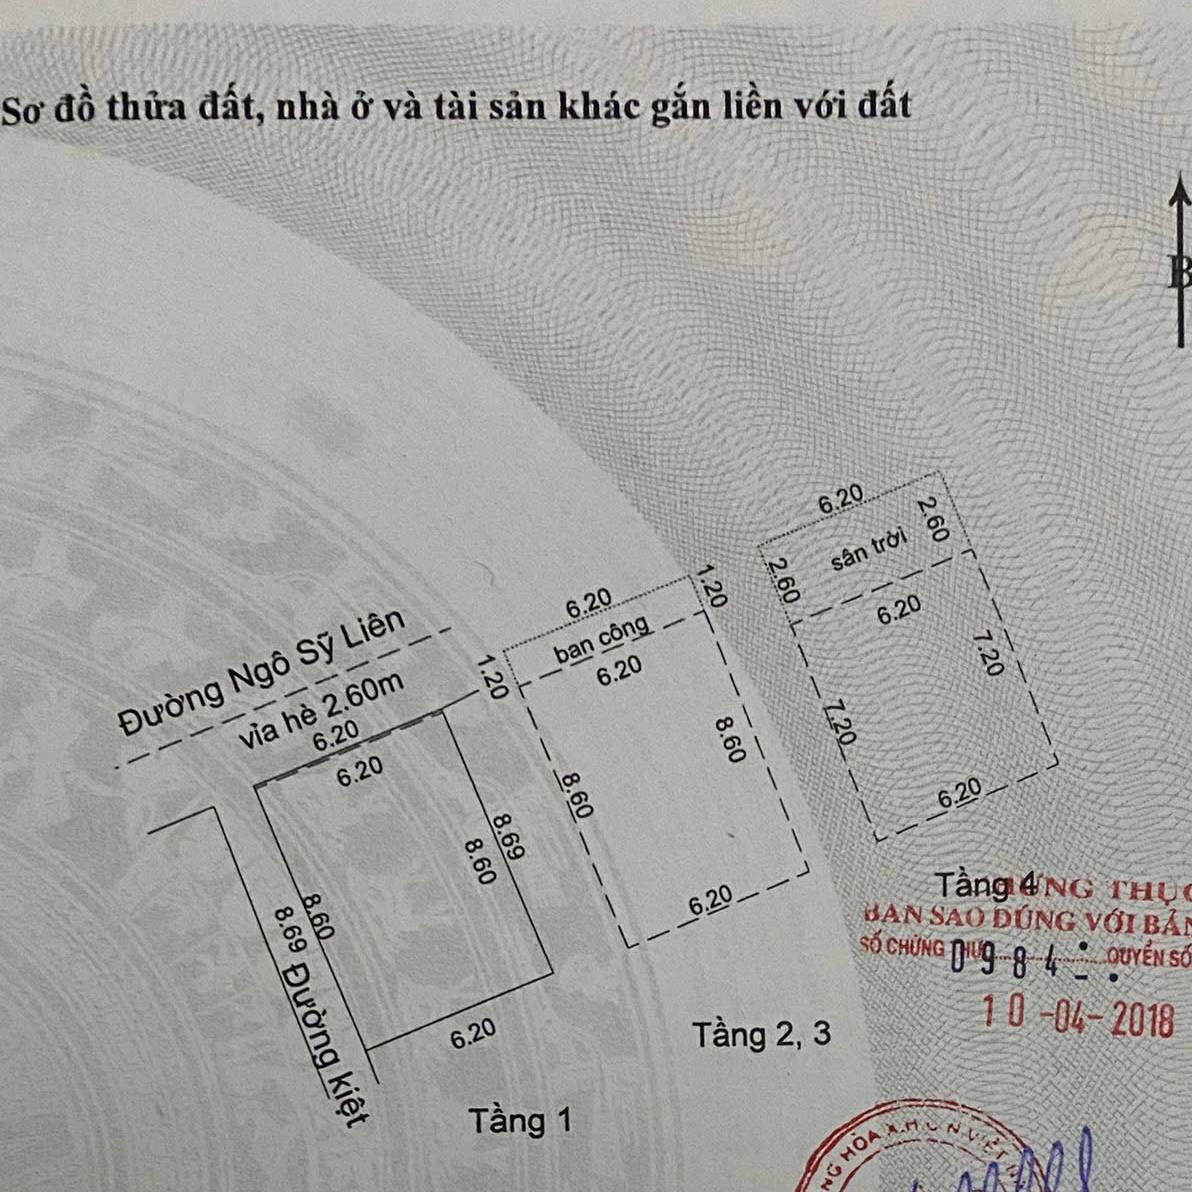 Sơ đồ thửa đất, nhà ở và tài sản khác gắn liền với đất
B
Đường Ngô Sỹ Liên
vỉa hè 2.60m
6.20
6.20
8.69
8.60
8.60
8.69 Đường kiệt
6.20
Tầng 1
6.20
1.20
1.20
ban công
6.20
8.60
8.60
6.20
Tầng 2, 3
6.20
2.60
2.60
sân trời
6.20
7.20
7.20
6.20
Tầng 4
THỰC
BẢN SAO ĐÚNG VỚI BẢN
SỐ CHỨNG THỰC 0984 QUYỂN SỐ
10-04-2018
HÒA X.H.C.N VIỆT